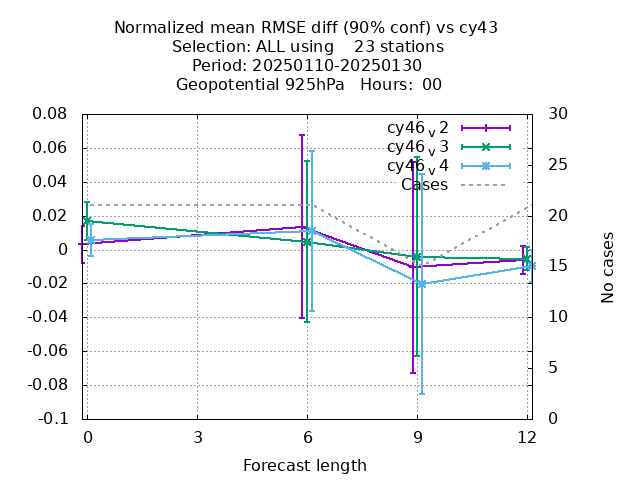 Normalized mean RMSE diff (90% conf) vs cy43
Selection: ALL using    23 stations
Period: 20250110-20250130
Geopotential 925hPa   Hours:  00
0.08
0.06
0.04
0.02
0
-0.02
-0.04
-0.06
-0.08
-0.1
30
25
20
15
10
5
0
cy46_v2
cy46_v3
cy46_v4
Cases
No cases
0 3 6 9 12
Forecast length